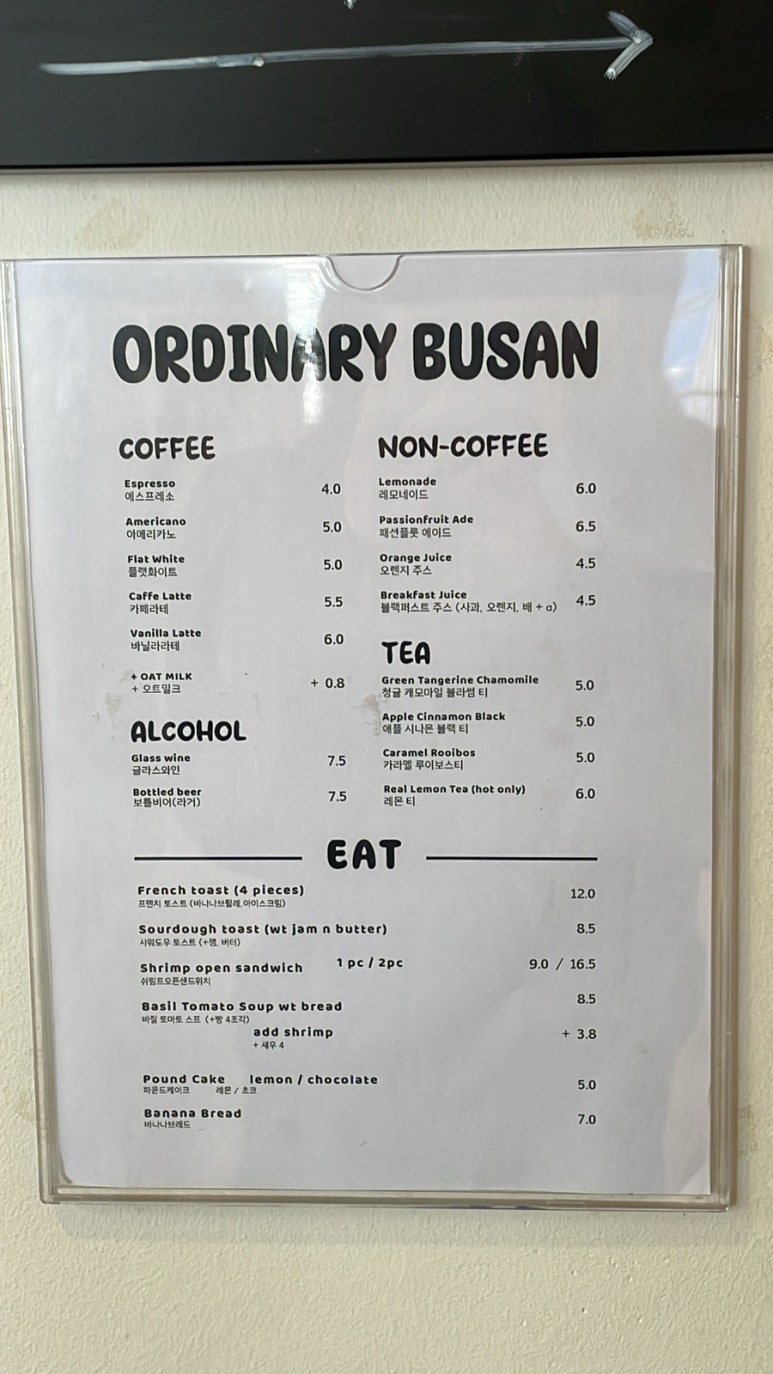 ORDINARY BUSAN
COFFEE
Espresso 4.0
에스프레소
Americano 5.0
아메리카노
Flat White 5.0
플랫화이트
Caffe Latte 5.5
카페라테
Vanilla Latte 6.0
바닐라라테
+ OAT MILK + 0.8
+ 오트밀크
ALCOHOL
Glass wine 7.5
글라스와인
Bottled beer 7.5
보틀비어(라거)
NON-COFFEE
Lemonade 6.0
레모네이드
Passionfruit Ade 6.5
패션플룻 에이드
Orange Juice 4.5
오렌지 주스
Breakfast Juice 4.5
블랙퍼스트 주스 (사과, 오렌지, 배 + α)
TEA
Green Tangerine Chamomile 5.0
청귤 캐모마일 블라썸 티
Apple Cinnamon Black 5.0
애플 시나몬 블랙 티
Caramel Rooibos 5.0
카라멜 루이보스티
Real Lemon Tea (hot only) 6.0
레몬 티
EAT
French toast (4 pieces) 12.0
프렌치 토스트 (바나나브륄레,아이스크림)
Sourdough toast (wt jam n butter) 8.5
사워도우 토스트 (+잼, 버터)
Shrimp open sandwich 1 pc / 2pc 9.0 / 16.5
쉬림프오픈샌드위치
Basil Tomato Soup wt bread 8.5
바질 토마토 스프 (+빵 4조각)
add shrimp + 3.8
+ 새우 4
Pound Cake lemon / chocolate 5.0
파운드케이크 레몬 / 초코
Banana Bread 7.0
바나나브레드